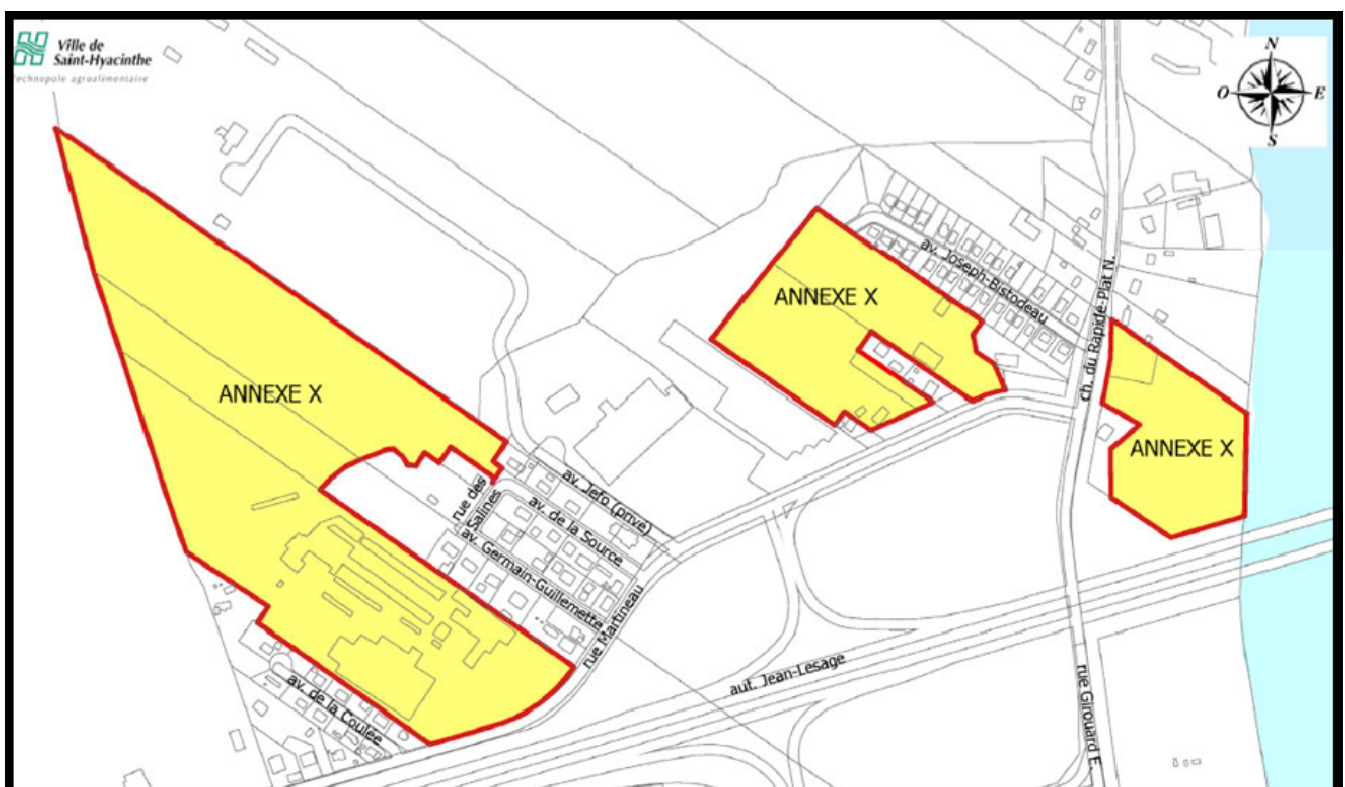 Ville de
Saint-Hyacinthe
Technopole agroalimentaire
N
O
E
S
av. Joseph-Bistodeau
ch. du Rapide-Plat N.
ANNEXE X
ANNEXE X
ANNEXE X
av. Jefo (privé)
rue des
Salines
av. de la Source
av. Germain-Guillemette
rue Martineau
aut. Jean-Lesage
av. de la Coulée
rue Girouard E.